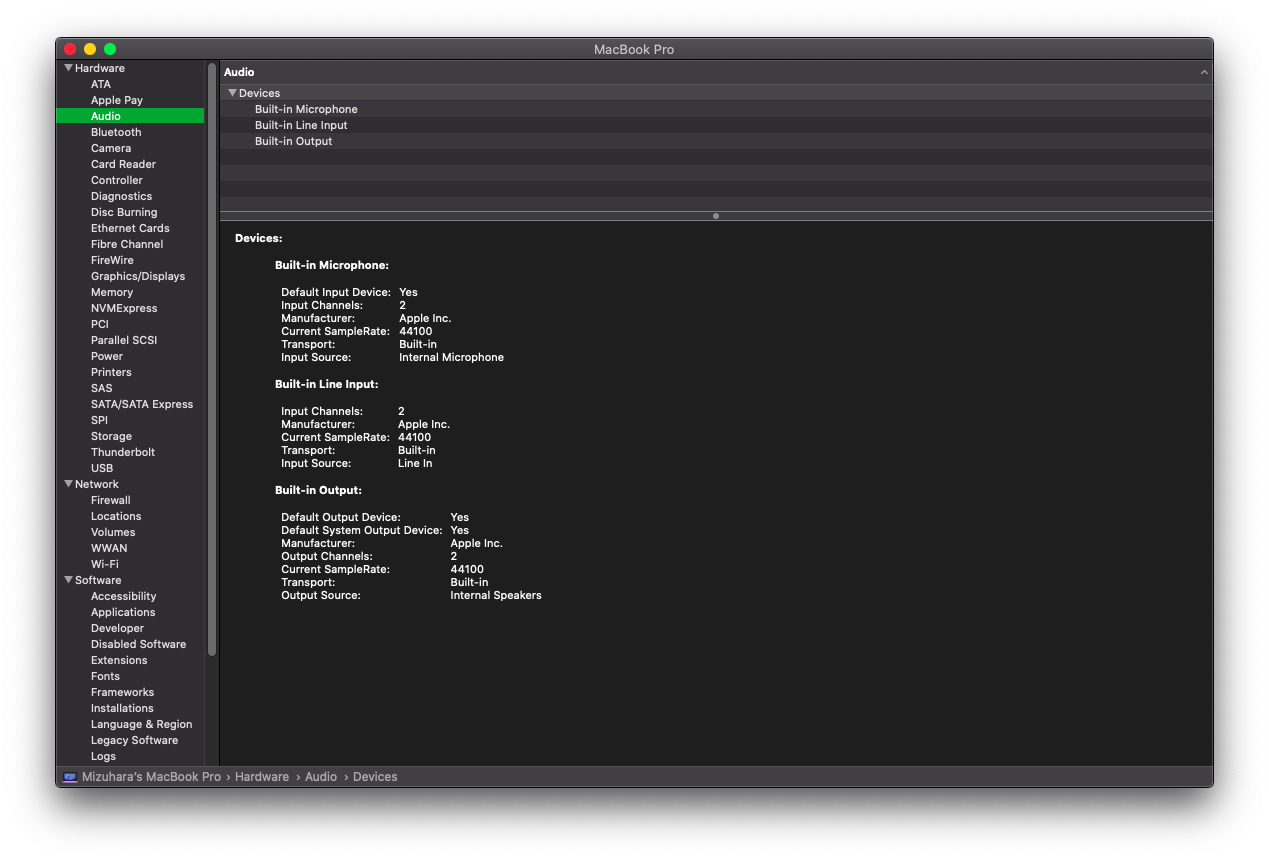 MacBook Pro
Hardware
ATA
Apple Pay
Audio
Bluetooth
Camera
Card Reader
Controller
Diagnostics
Disc Burning
Ethernet Cards
Fibre Channel
FireWire
Graphics/Displays
Memory
NVMExpress
PCI
Parallel SCSI
Power
Printers
SAS
SATA/SATA Express
SPI
Storage
Thunderbolt
USB
Network
Firewall
Locations
Volumes
WWAN
Wi-Fi
Software
Accessibility
Applications
Developer
Disabled Software
Extensions
Fonts
Frameworks
Installations
Language & Region
Legacy Software
Logs
Audio
Devices
Built-in Microphone
Built-in Line Input
Built-in Output
Devices:
Built-in Microphone:
Default Input Device: Yes
Input Channels: 2
Manufacturer: Apple Inc.
Current SampleRate: 44100
Transport: Built-in
Input Source: Internal Microphone
Built-in Line Input:
Input Channels: 2
Manufacturer: Apple Inc.
Current SampleRate: 44100
Transport: Built-in
Input Source: Line In
Built-in Output:
Default Output Device: Yes
Default System Output Device: Yes
Manufacturer: Apple Inc.
Output Channels: 2
Current SampleRate: 44100
Transport: Built-in
Output Source: Internal Speakers
Mizuhara's MacBook Pro › Hardware › Audio › Devices